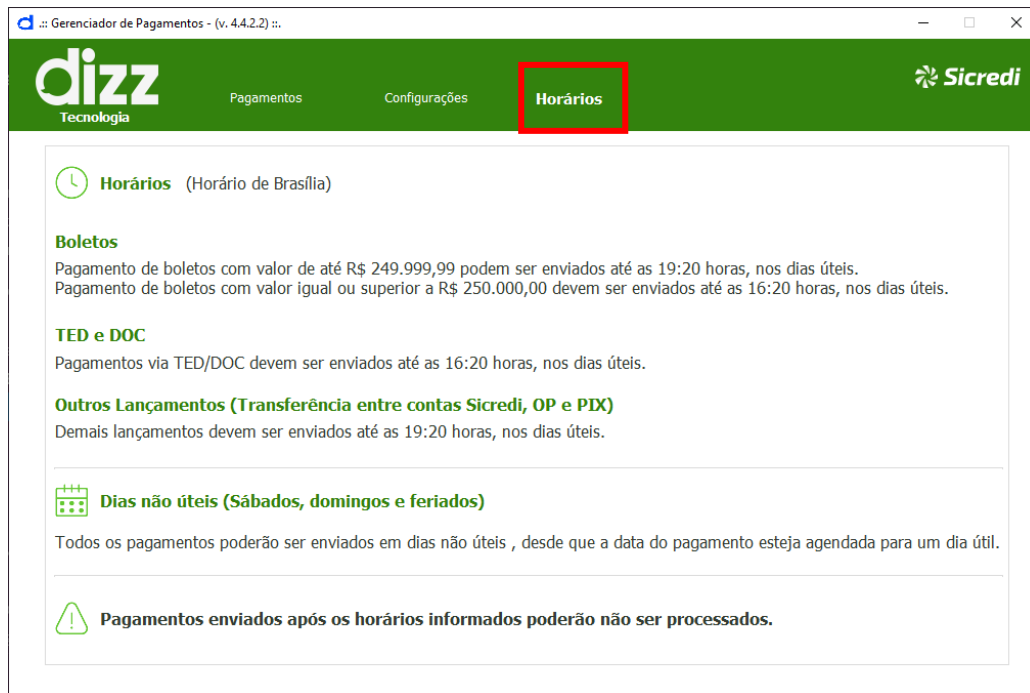 .:: Gerenciador de Pagamentos - (v. 4.4.2.2) ::.
dizz
Tecnologia
Pagamentos
Configurações
Horários
Sicredi
Horários (Horário de Brasília)
Boletos
Pagamento de boletos com valor de até R$ 249.999,99 podem ser enviados até as 19:20 horas, nos dias úteis.
Pagamento de boletos com valor igual ou superior a R$ 250.000,00 devem ser enviados até as 16:20 horas, nos dias úteis.
TED e DOC
Pagamentos via TED/DOC devem ser enviados até as 16:20 horas, nos dias úteis.
Outros Lançamentos (Transferência entre contas Sicredi, OP e PIX)
Demais lançamentos devem ser enviados até as 19:20 horas, nos dias úteis.
Dias não úteis (Sábados, domingos e feriados)
Todos os pagamentos poderão ser enviados em dias não úteis , desde que a data do pagamento esteja agendada para um dia útil.
Pagamentos enviados após os horários informados poderão não ser processados.